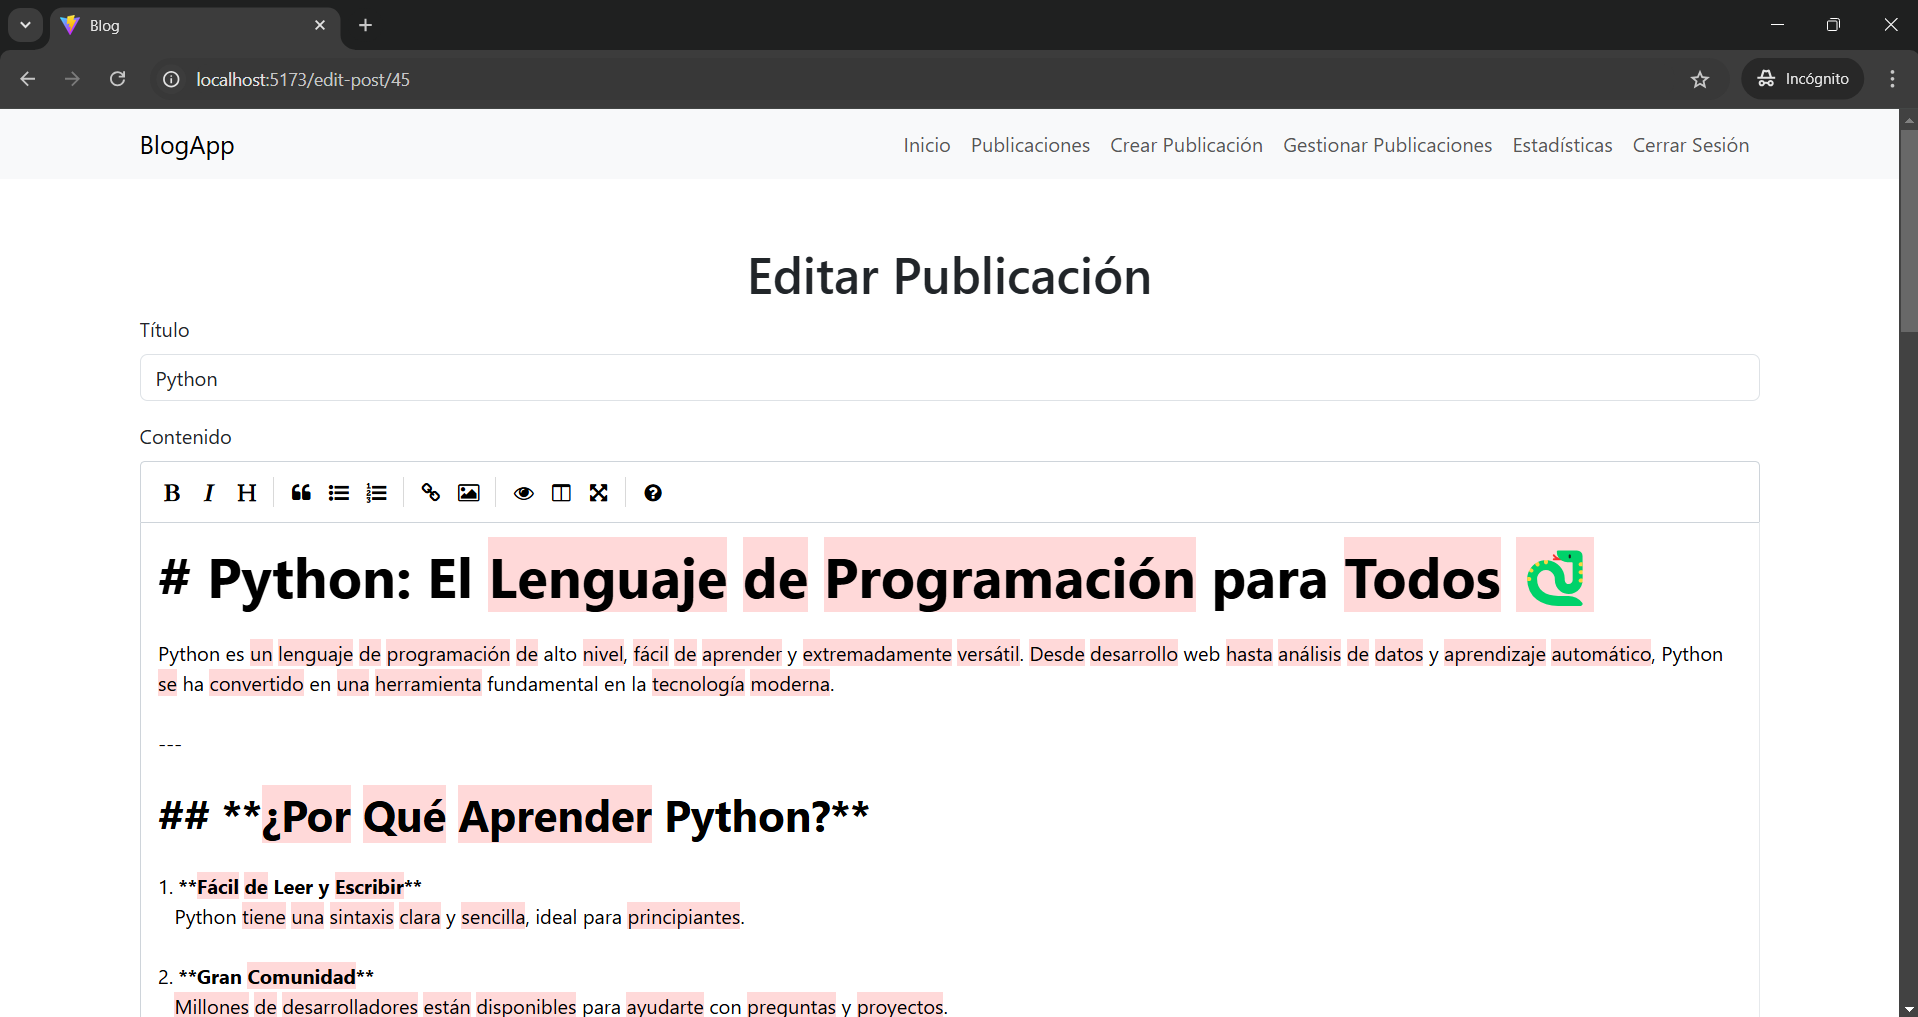 Blog
localhost:5173/edit-post/45
Incógnito
BlogApp
Inicio Publicaciones Crear Publicación Gestionar Publicaciones Estadísticas Cerrar Sesión
Editar Publicación
Título
Python
Contenido
B I H
# Python: El Lenguaje de Programación para Todos 🐍
Python es un lenguaje de programación de alto nivel, fácil de aprender y extremadamente versátil. Desde desarrollo web hasta análisis de datos y aprendizaje automático, Python
se ha convertido en una herramienta fundamental en la tecnología moderna.
---
## **¿Por Qué Aprender Python?**
1. **Fácil de Leer y Escribir**
Python tiene una sintaxis clara y sencilla, ideal para principiantes.
2. **Gran Comunidad**
Millones de desarrolladores están disponibles para ayudarte con preguntas y proyectos.